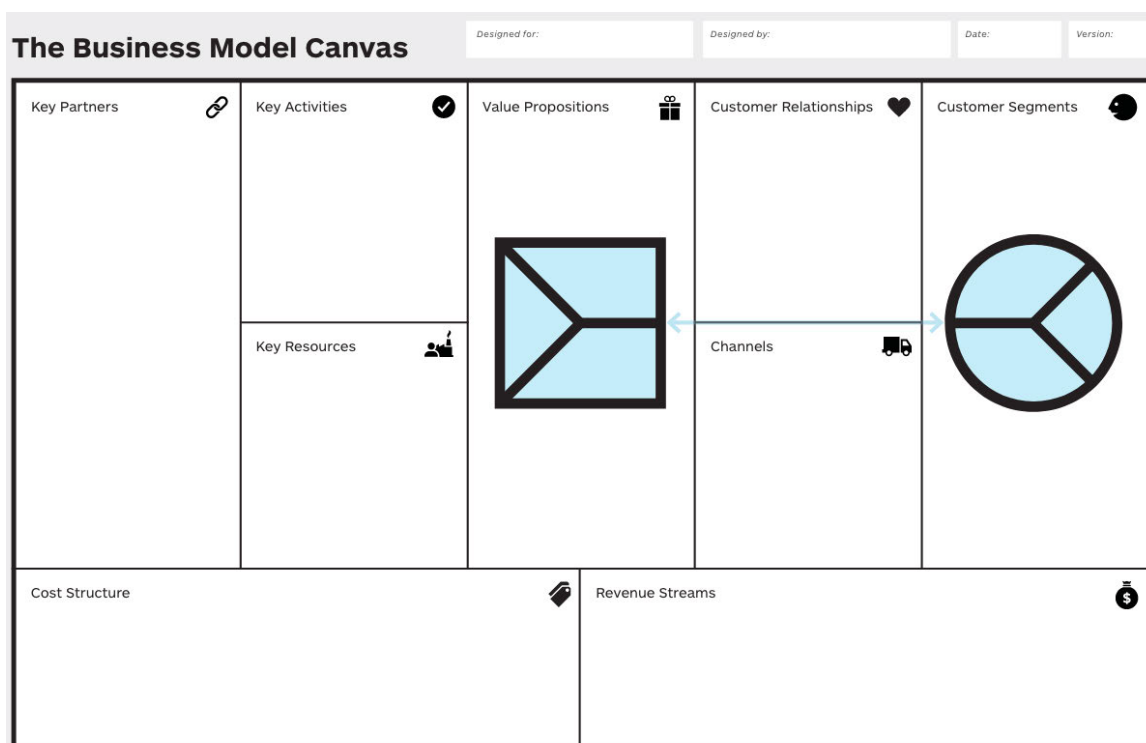 The Business Model Canvas
Designed for:
Designed by:
Date:
Version:
Key Partners
Key Activities
Value Propositions
Customer Relationships
Customer Segments
Key Resources
Channels
Cost Structure
Revenue Streams
$